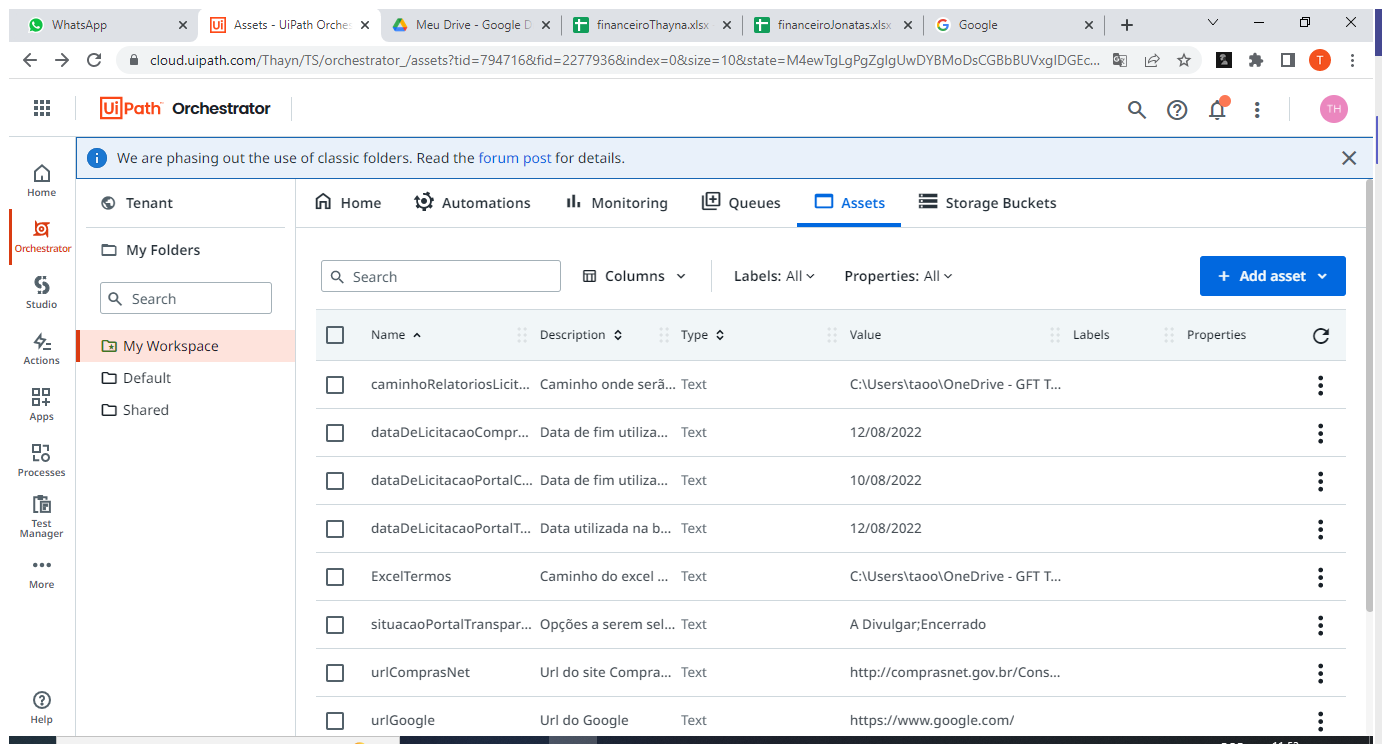 WhatsApp
Assets - UiPath Orchestr
Meu Drive - Google D
financeiroThayna.xlsx
financeiroJonatas.xlsx
Google
cloud.uipath.com/Thayn/TS/orchestrator_/assets?tid=794716&fid=2277936&index=0&size=10&state=M4ewTgLgPgZglgUwDYBMoDsCGBbBUVxgIDGEc...
T
UiPath Orchestrator
TH
We are phasing out the use of classic folders. Read the forum post for details.
Home
Orchestrator
Studio
Actions
Apps
Processes
Test
Manager
More
Help
Tenant
My Folders
Search
My Workspace
Default
Shared
Home Automations Monitoring Queues Assets Storage Buckets
Search Columns Labels: All Properties: All + Add asset
Name Description Type Value Labels Properties
caminhoRelatoriosLicit... Caminho onde serã... Text C:\Users\taoo\OneDrive - GFT T...
dataDeLicitacaoCompr... Data de fim utiliza... Text 12/08/2022
dataDeLicitacaoPortalC... Data de fim utiliza... Text 10/08/2022
dataDeLicitacaoPortalT... Data utilizada na b... Text 12/08/2022
ExcelTermos Caminho do excel ... Text C:\Users\taoo\OneDrive - GFT T...
situacaoPortalTranspar... Opções a serem sel... Text A Divulgar;Encerrado
urlComprasNet Url do site Compra... Text http://comprasnet.gov.br/Cons...
urlGoogle Url do Google Text https://www.google.com/